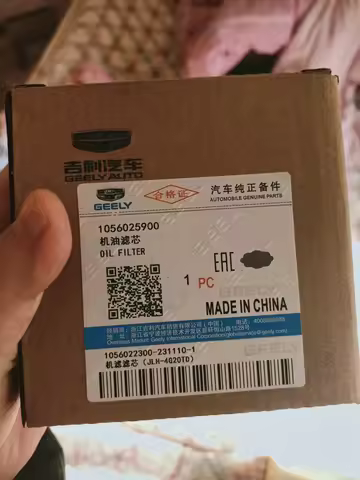 吉利汽车
GEELY AUTO
GEELY
合格证
汽车纯正备件
AUTOMOBILE GENUINE PARTS
1056025900
机油滤芯
OIL FILTER
EAC
1 PC
MADE IN CHINA
1056022300-231110-1
机滤滤芯 (JLH-4G20TD)